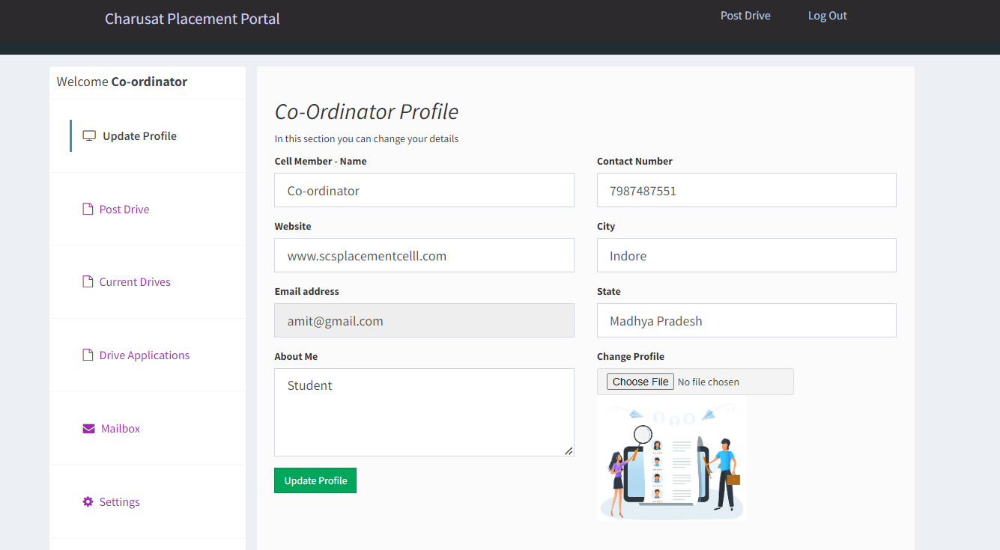 Charusat Placement Portal
Post Drive
Log Out
Welcome Co-ordinator
Update Profile
Post Drive
Current Drives
Drive Applications
Mailbox
Settings
Co-Ordinator Profile
In this section you can change your details
Cell Member - Name
Co-ordinator
Contact Number
7987487551
Website
www.scsplacementcelll.com
City
Indore
Email address
amit@gmail.com
State
Madhya Pradesh
About Me
Student
Change Profile
Choose File No file chosen
Update Profile